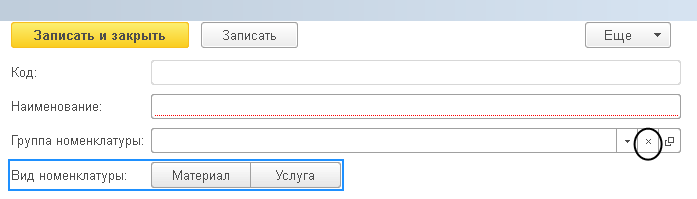 Записать и закрыть Записать Еще
Код:
Наименование:
Группа номенклатуры:
Вид номенклатуры: Материал Услуга